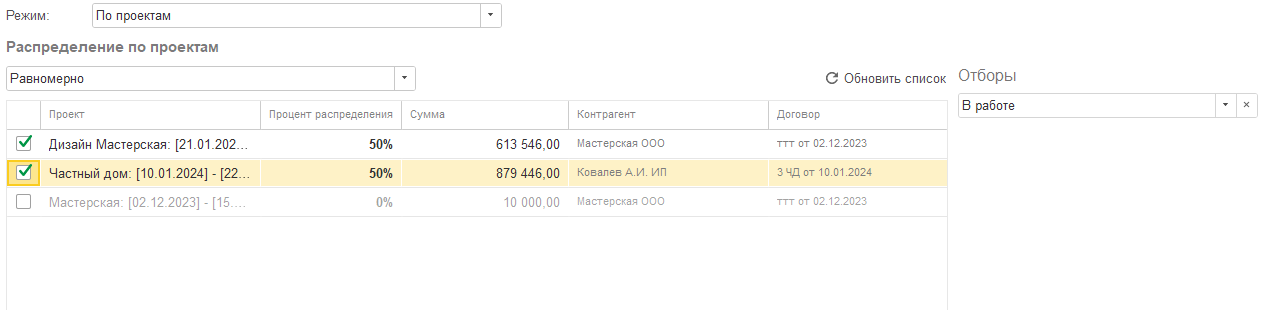 Режим: По проектам
Распределение по проектам
Равномерно
Обновить список
Отборы
В работе
Проект Процент распределения Сумма Контрагент Договор
Дизайн Мастерская: [21.01.202... 50% 613 546,00 Мастерская ООО ттт от 02.12.2023
Частный дом: [10.01.2024] - [22... 50% 879 446,00 Ковалев А.И. ИП 3 ЧД от 10.01.2024
Мастерская: [02.12.2023] - [15.... 0% 10 000,00 Мастерская ООО ттт от 02.12.2023